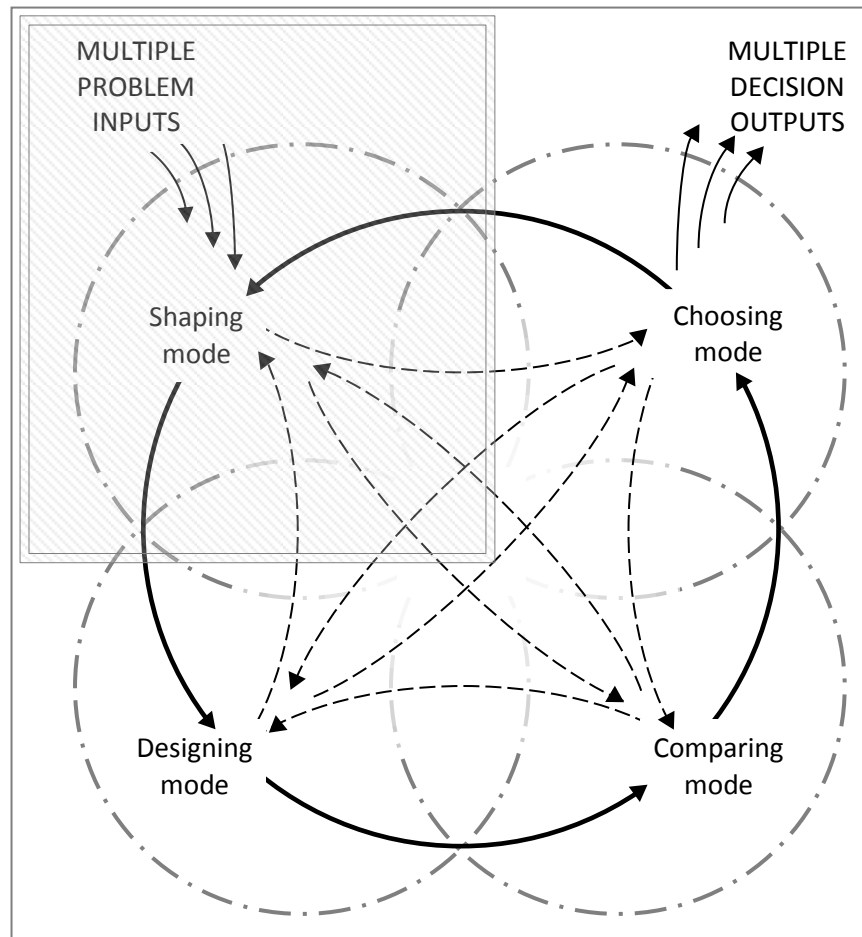 MULTIPLE
PROBLEM
INPUTS
MULTIPLE
DECISION
OUTPUTS
Shaping
mode
Choosing
mode
Designing
mode
Comparing
mode